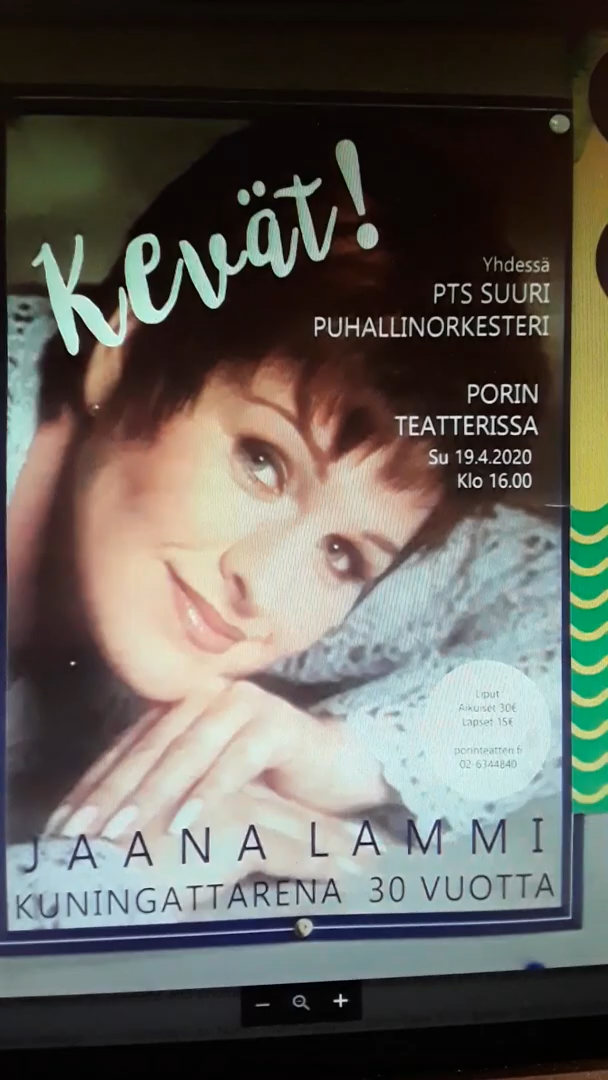 Kevät!
Yhdessä
PTS SUURI
PUHALLINORKESTERI
PORIN
TEATTERISSA
Su 19.4.2020
Klo 16.00
Liput
Aikuiset 30€
Lapset 15€
porinteatteri.fi
02-6344840
JAANA LAMMI
KUNINGATTARENA 30 VUOTTA